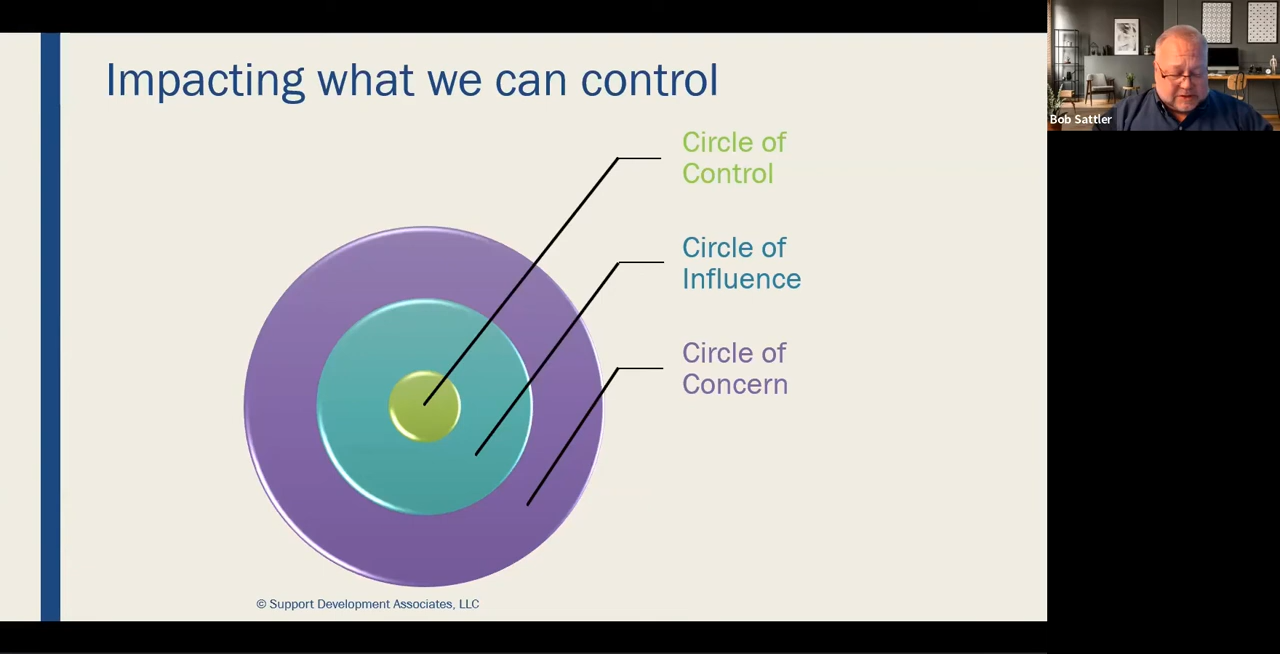 Impacting what we can control
Circle of
Control
Circle of
Influence
Circle of
Concern
© Support Development Associates, LLC
Bob Sattler